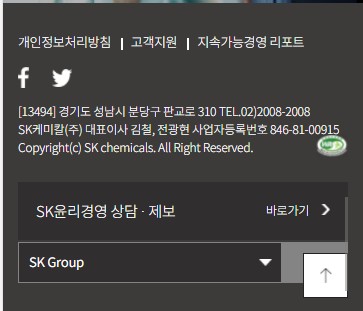 개인정보처리방침 | 고객지원 | 지속가능경영 리포트
[13494] 경기도 성남시 분당구 판교로 310 TEL.02)2008-2008
SK케미칼(주) 대표이사 김철, 전광현 사업자등록번호 846-81-00915
Copyright(c) SK chemicals. All Right Reserved.
SK윤리경영 상담 · 제보 바로가기
SK Group